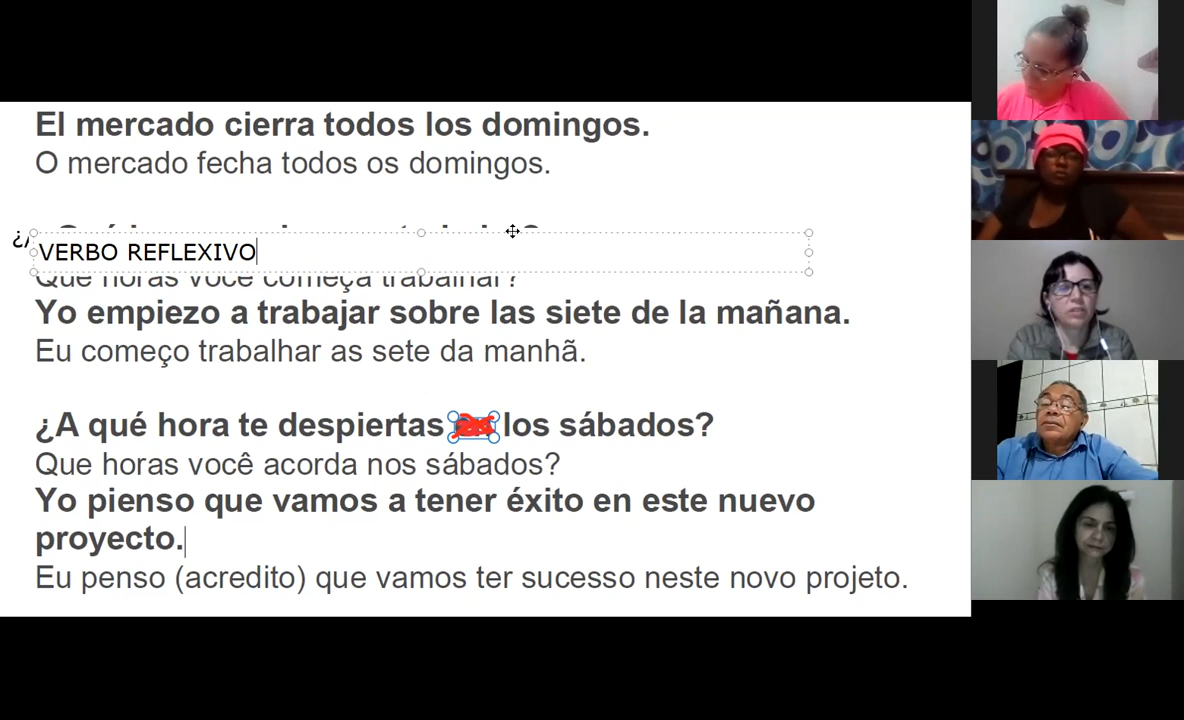 El mercado cierra todos los domingos.
O mercado fecha todos os domingos.
¿A
VERBO REFLEXIVO
Que horas você começa trabalhar?
Yo empiezo a trabajar sobre las siete de la mañana.
Eu começo trabalhar as sete da manhã.
¿A qué hora te despiertas los sábados?
Que horas você acorda nos sábados?
Yo pienso que vamos a tener éxito en este nuevo
proyecto.
Eu penso (acredito) que vamos ter sucesso neste novo projeto.